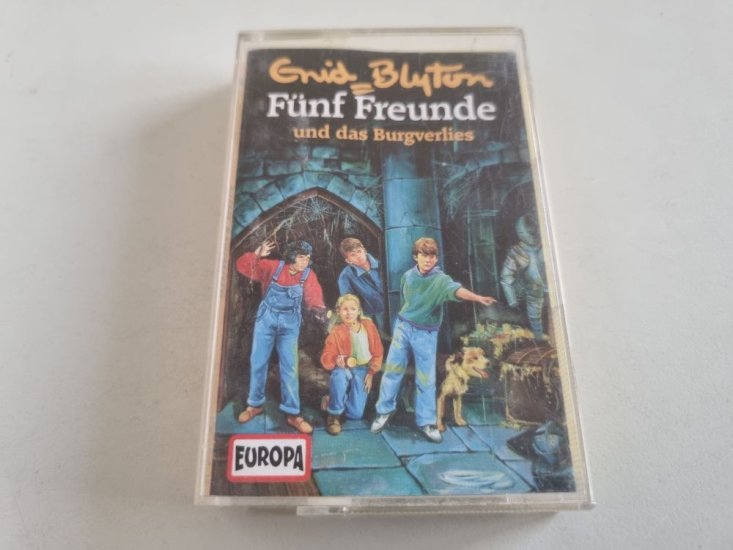 Enid Blyton
Fünf Freunde
und das Burgverlies
EUROPA